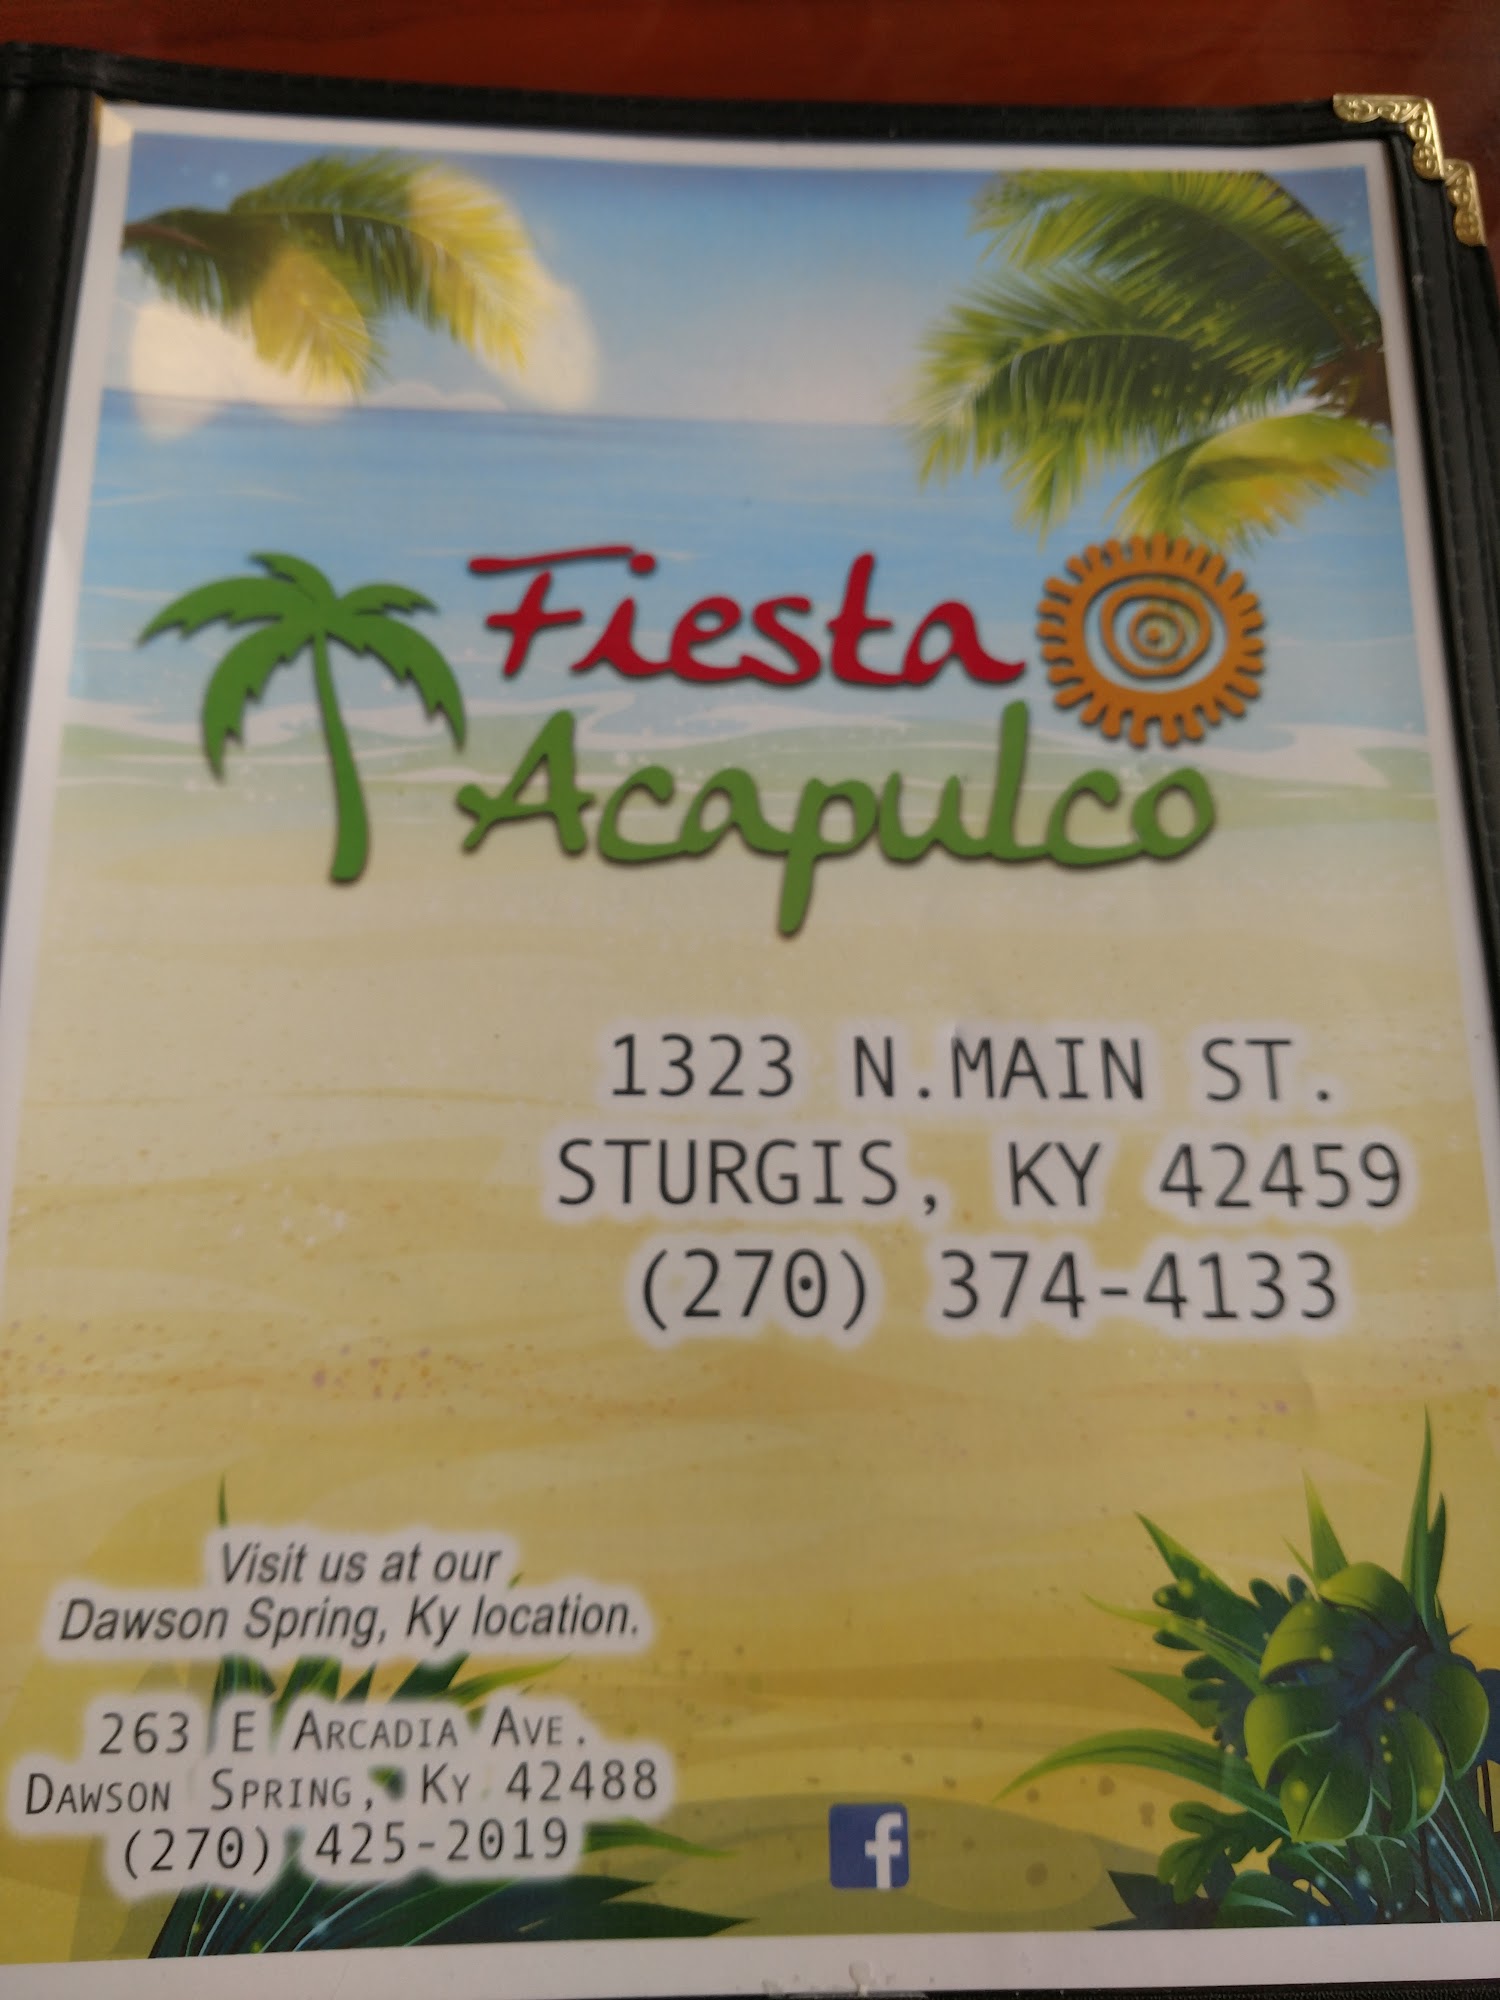 Fiesta
Acapulco
1323 N.MAIN ST.
STURGIS, KY 42459
(270) 374-4133
Visit us at our
Dawson Spring, Ky location.
263 E ARCADIA AVE.
DAWSON SPRING, KY 42488
(270) 425-2019
f